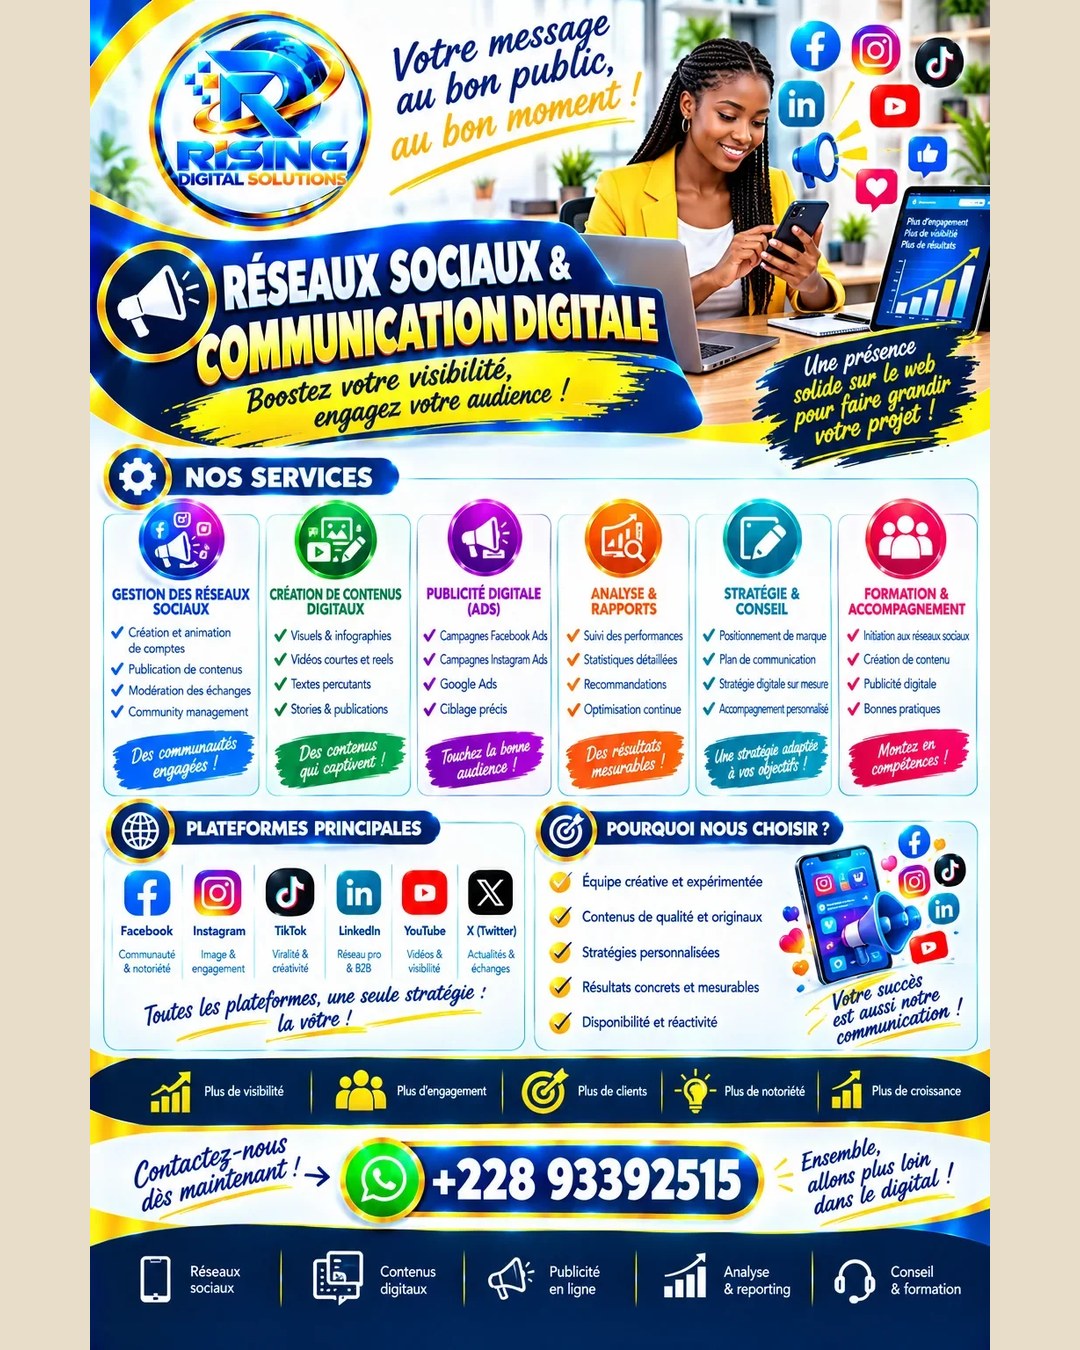 RISING
DIGITAL SOLUTIONS
Votre message
au bon public,
au bon moment !
Plus d'engagement
Plus de visibilité
Plus de résultats
RÉSEAUX SOCIAUX &
COMMUNICATION DIGITALE
Boostez votre visibilité,
engagez votre audience !
Une présence
solide sur le web
pour faire grandir
votre projet !
NOS SERVICES
GESTION DES RÉSEAUX
SOCIAUX
Création et animation
de comptes
Publication de contenus
Modération des échanges
Community management
Des communautés
engagées !
CRÉATION DE CONTENUS
DIGITAUX
Visuels & infographies
Vidéos courtes et reels
Textes percutants
Stories & publications
Des contenus
qui captivent !
PUBLICITÉ DIGITALE
(ADS)
Campagnes Facebook Ads
Campagnes Instagram Ads
Google Ads
Ciblage précis
Touchez la bonne
audience !
ANALYSE &
RAPPORTS
Suivi des performances
Statistiques détaillées
Recommandations
Optimisation continue
Des résultats
mesurables !
STRATÉGIE &
CONSEIL
Positionnement de marque
Plan de communication
Stratégie digitale sur mesure
Accompagnement personnalisé
Une stratégie adaptée
à vos objectifs !
FORMATION &
ACCOMPAGNEMENT
Initiation aux réseaux sociaux
Création de contenu
Publicité digitale
Bonnes pratiques
Montez en
compétences !
PLATEFORMES PRINCIPALES
Facebook
Communauté
& notoriété
Instagram
Image &
engagement
TikTok
Viralité &
créativité
LinkedIn
Réseau pro
& B2B
YouTube
Vidéos &
visibilité
X (Twitter)
Actualités &
échanges
Toutes les plateformes, une seule stratégie :
la vôtre !
POURQUOI NOUS CHOISIR ?
Équipe créative et expérimentée
Contenus de qualité et originaux
Stratégies personnalisées
Résultats concrets et mesurables
Disponibilité et réactivité
Votre succès
est aussi notre
communication !
Plus de visibilité
Plus d'engagement
Plus de clients
Plus de notoriété
Plus de croissance
Contactez-nous
dès maintenant !
+228 93392515
Ensemble,
allons plus loin
dans le digital !
Réseaux
sociaux
Contenus
digitaux
Publicité
en ligne
Analyse
& reporting
Conseil
& formation